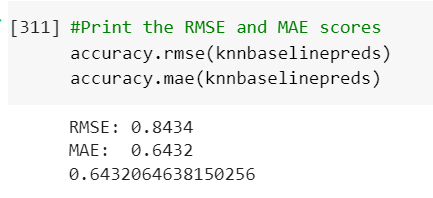 [311] #Print the RMSE and MAE scores
accuracy.rmse(knnbaselinepreds)
accuracy.mae(knnbaselinepreds)
RMSE: 0.8434
MAE:  0.6432
0.6432064638150256